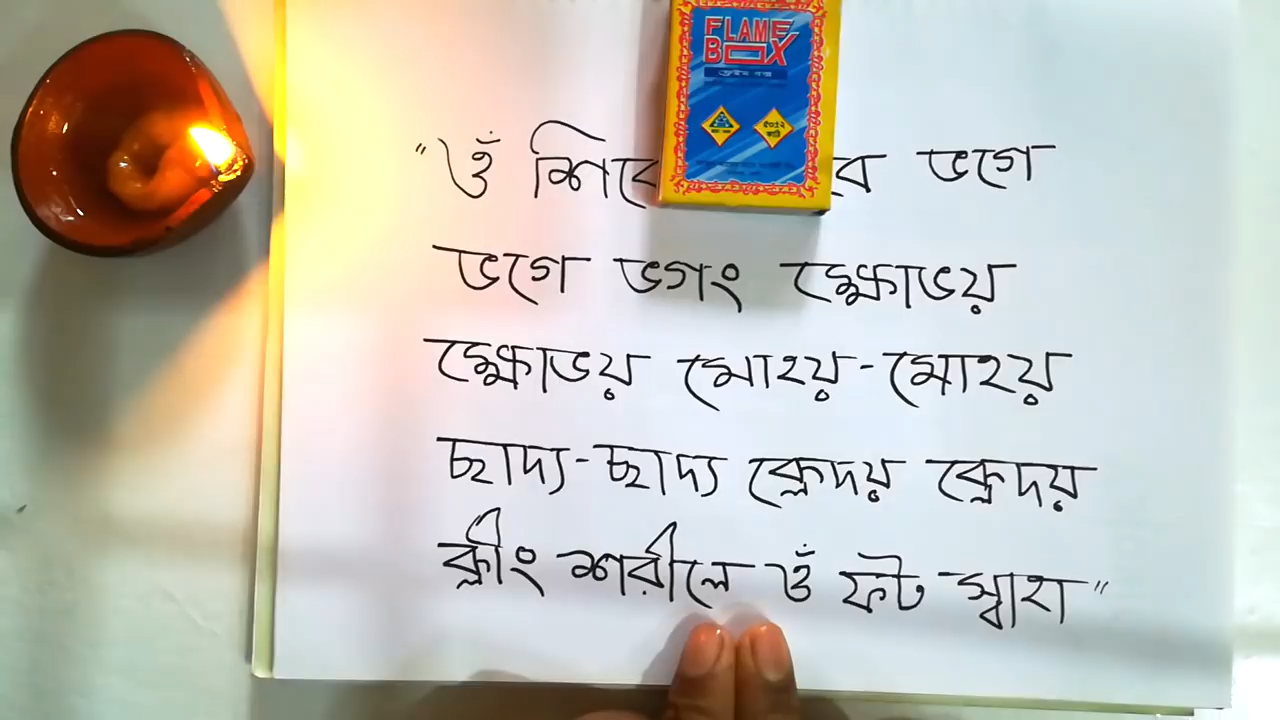 FLAME
BOX
"ওঁ শিবে ভগে
ভগে ভগং ক্ষোভয়
ক্ষোভয় মোহয়-মোহয়
ছাদ্য-ছাদ্য ক্লেদয় ক্লেদয়
ক্লীং শরীলে ওঁ ফট স্বাহা"